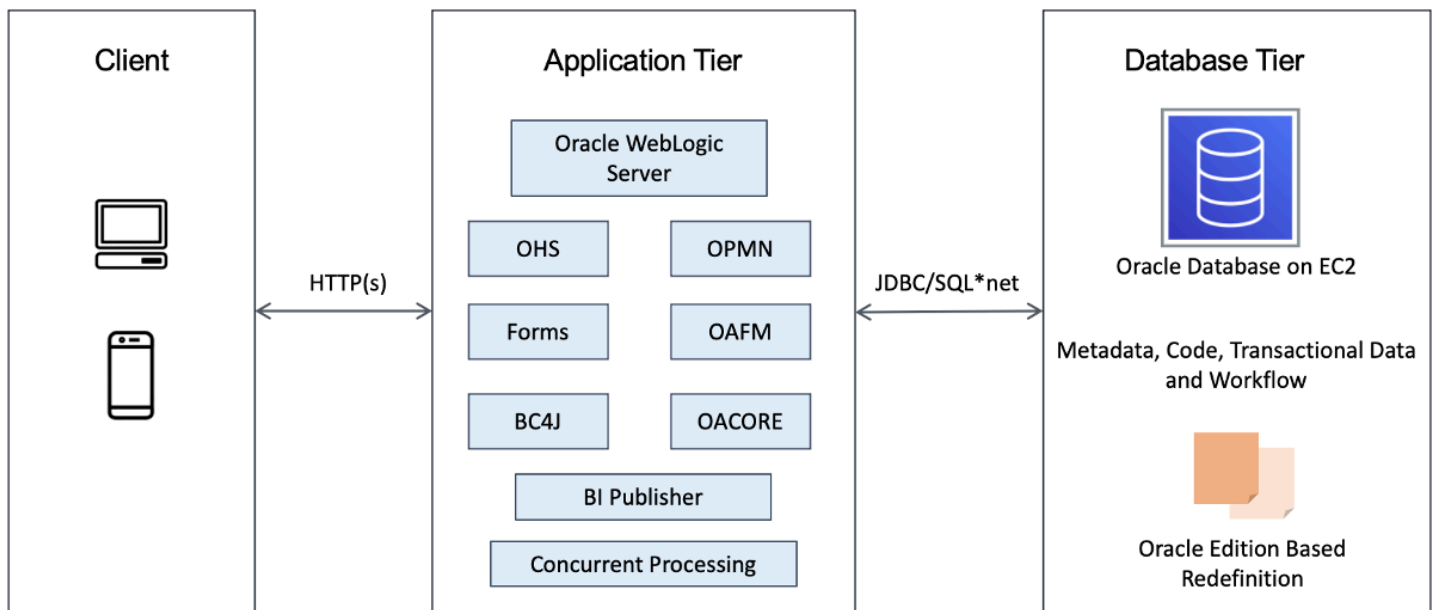 Client
HTTP(s)
Application Tier
Oracle WebLogic
Server
OHS
OPMN
Forms
OAFM
BC4J
OACORE
BI Publisher
Concurrent Processing
JDBC/SQL*net
Database Tier
Oracle Database on EC2
Metadata, Code, Transactional Data
and Workflow
Oracle Edition Based
Redefinition